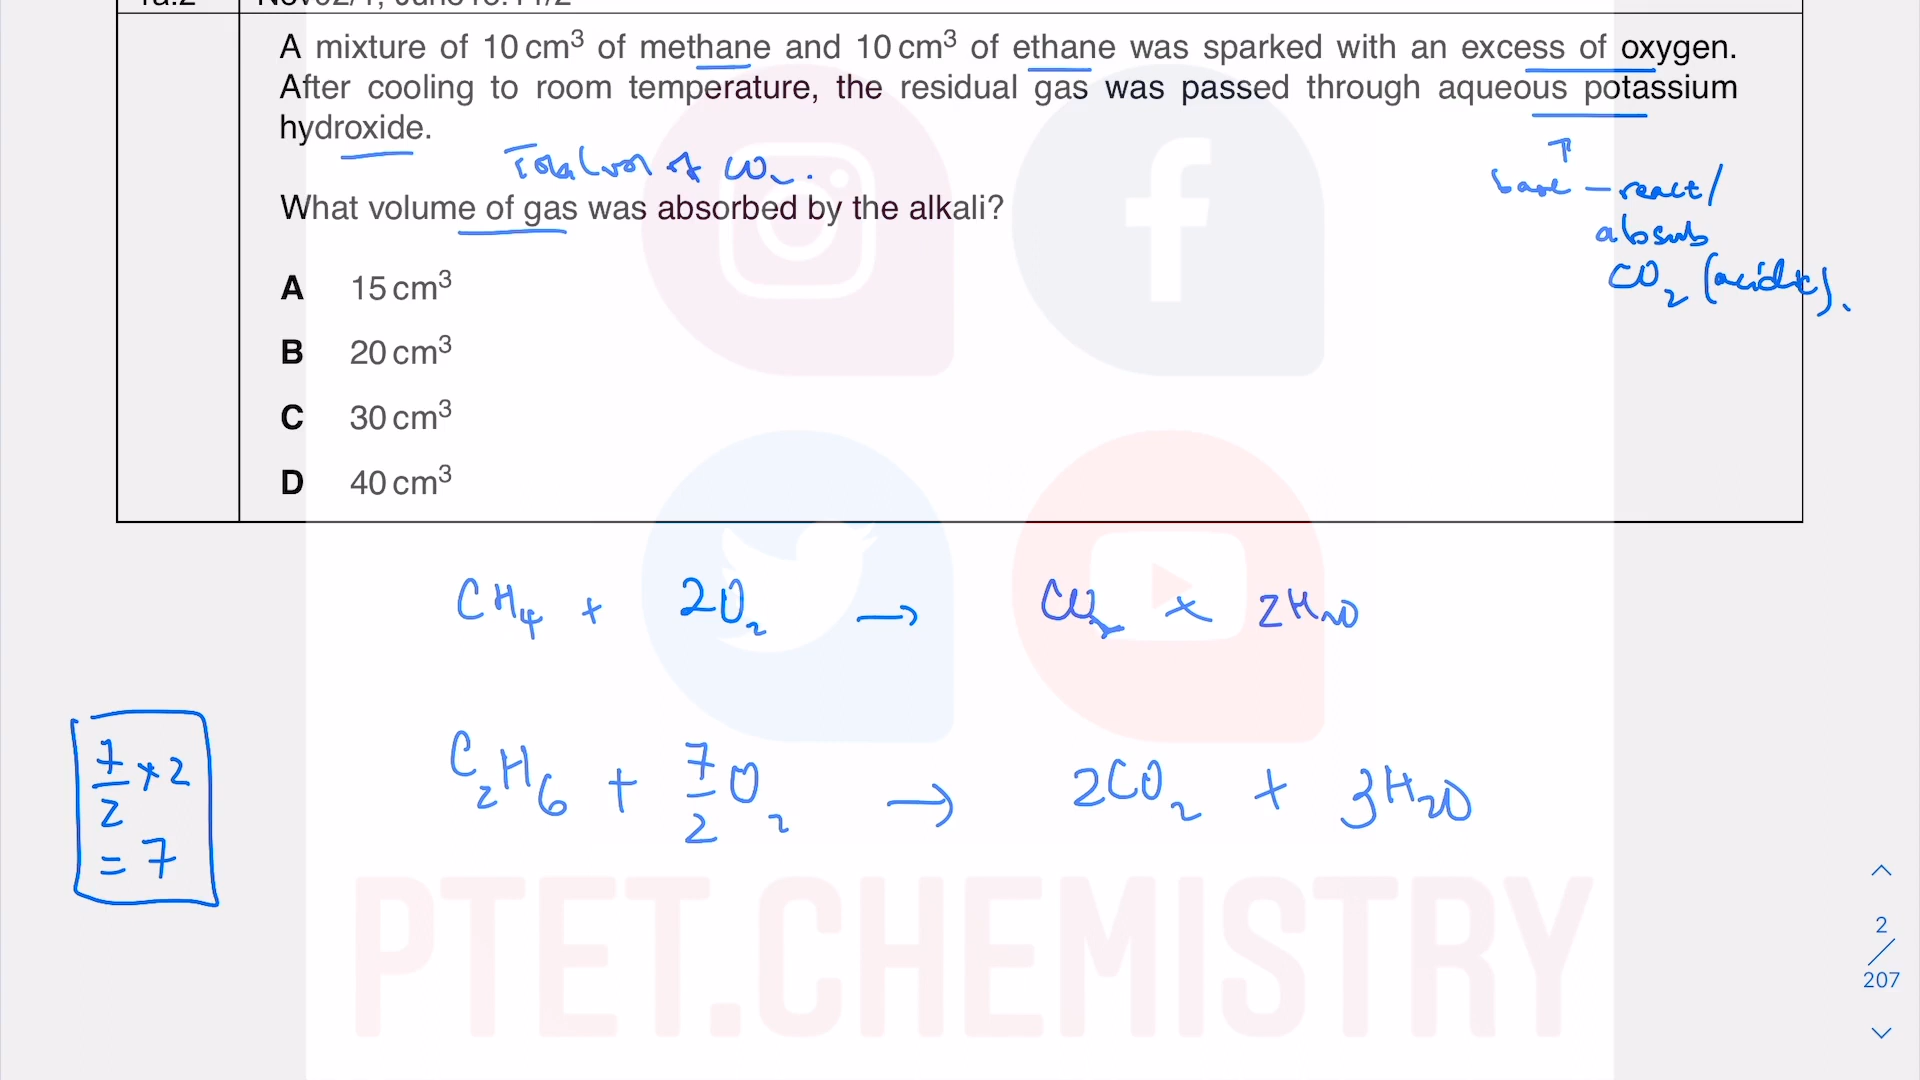 A mixture of 10 cm³ of methane and 10 cm³ of ethane was sparked with an excess of oxygen.
After cooling to room temperature, the residual gas was passed through aqueous potassium
hydroxide.
Total vol of CO₂.
↑
base — react/
absorb
CO₂ (acidic).
What volume of gas was absorbed by the alkali?
A 15 cm³
B 20 cm³
C 30 cm³
D 40 cm³
CH₄ + 2O₂ → CO₂ + 2H₂O
C₂H₆ + 7/2 O₂ → 2CO₂ + 3H₂O
7/2 × 2
= 7
PTET.CHEMISTRY
2
/
207